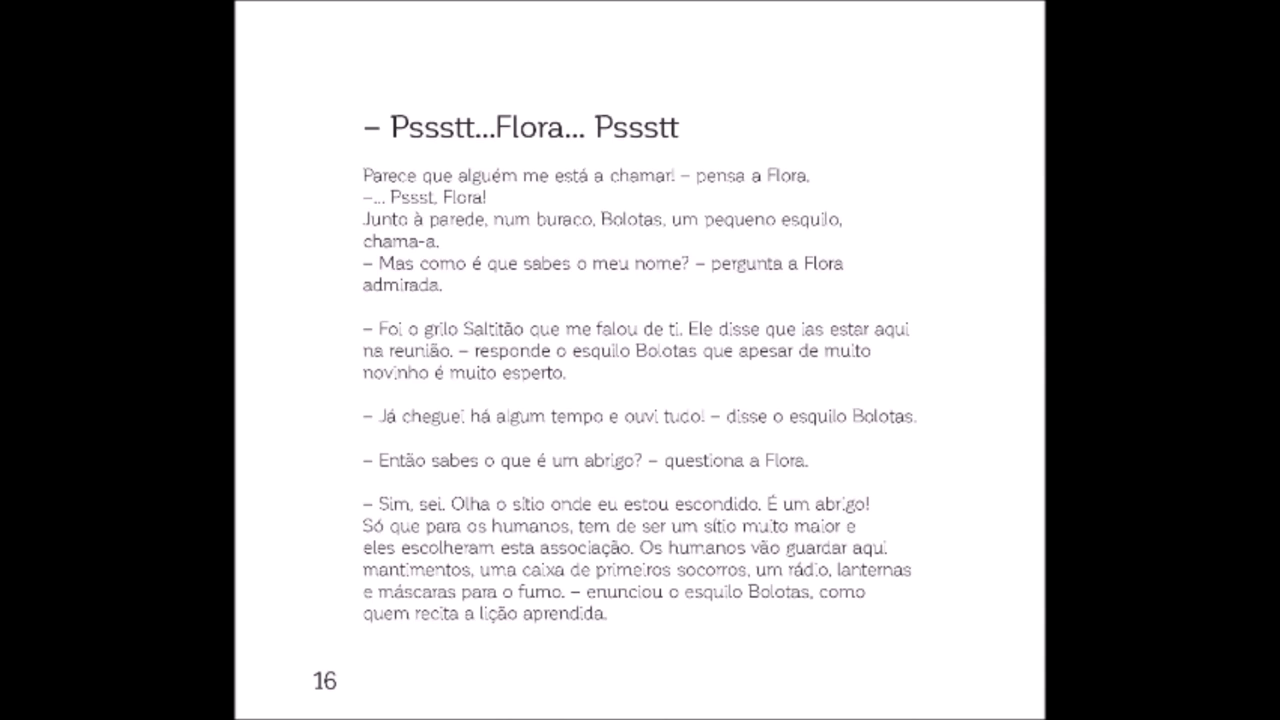 – Pssstt...Flora... Pssstt
Parece que alguém me está a chamar! – pensa a Flora.
–... Pssst, Flora!
Junto à parede, num buraco, Bolotas, um pequeno esquilo,
chama-a.
– Mas como é que sabes o meu nome? – pergunta a Flora
admirada.
– Foi o grilo Saltitão que me falou de ti. Ele disse que ias estar aqui
na reunião. – responde o esquilo Bolotas que apesar de muito
novinho é muito esperto.
– Já cheguei há algum tempo e ouvi tudo! – disse o esquilo Bolotas.
– Então sabes o que é um abrigo? – questiona a Flora.
– Sim, sei. Olha o sítio onde eu estou escondido. É um abrigo!
Só que para os humanos, tem de ser um sítio muito maior e
eles escolheram esta associação. Os humanos vão guardar aqui
mantimentos, uma caixa de primeiros socorros, um rádio, lanternas
e máscaras para o fumo. – enunciou o esquilo Bolotas, como
quem recita a lição aprendida.
16